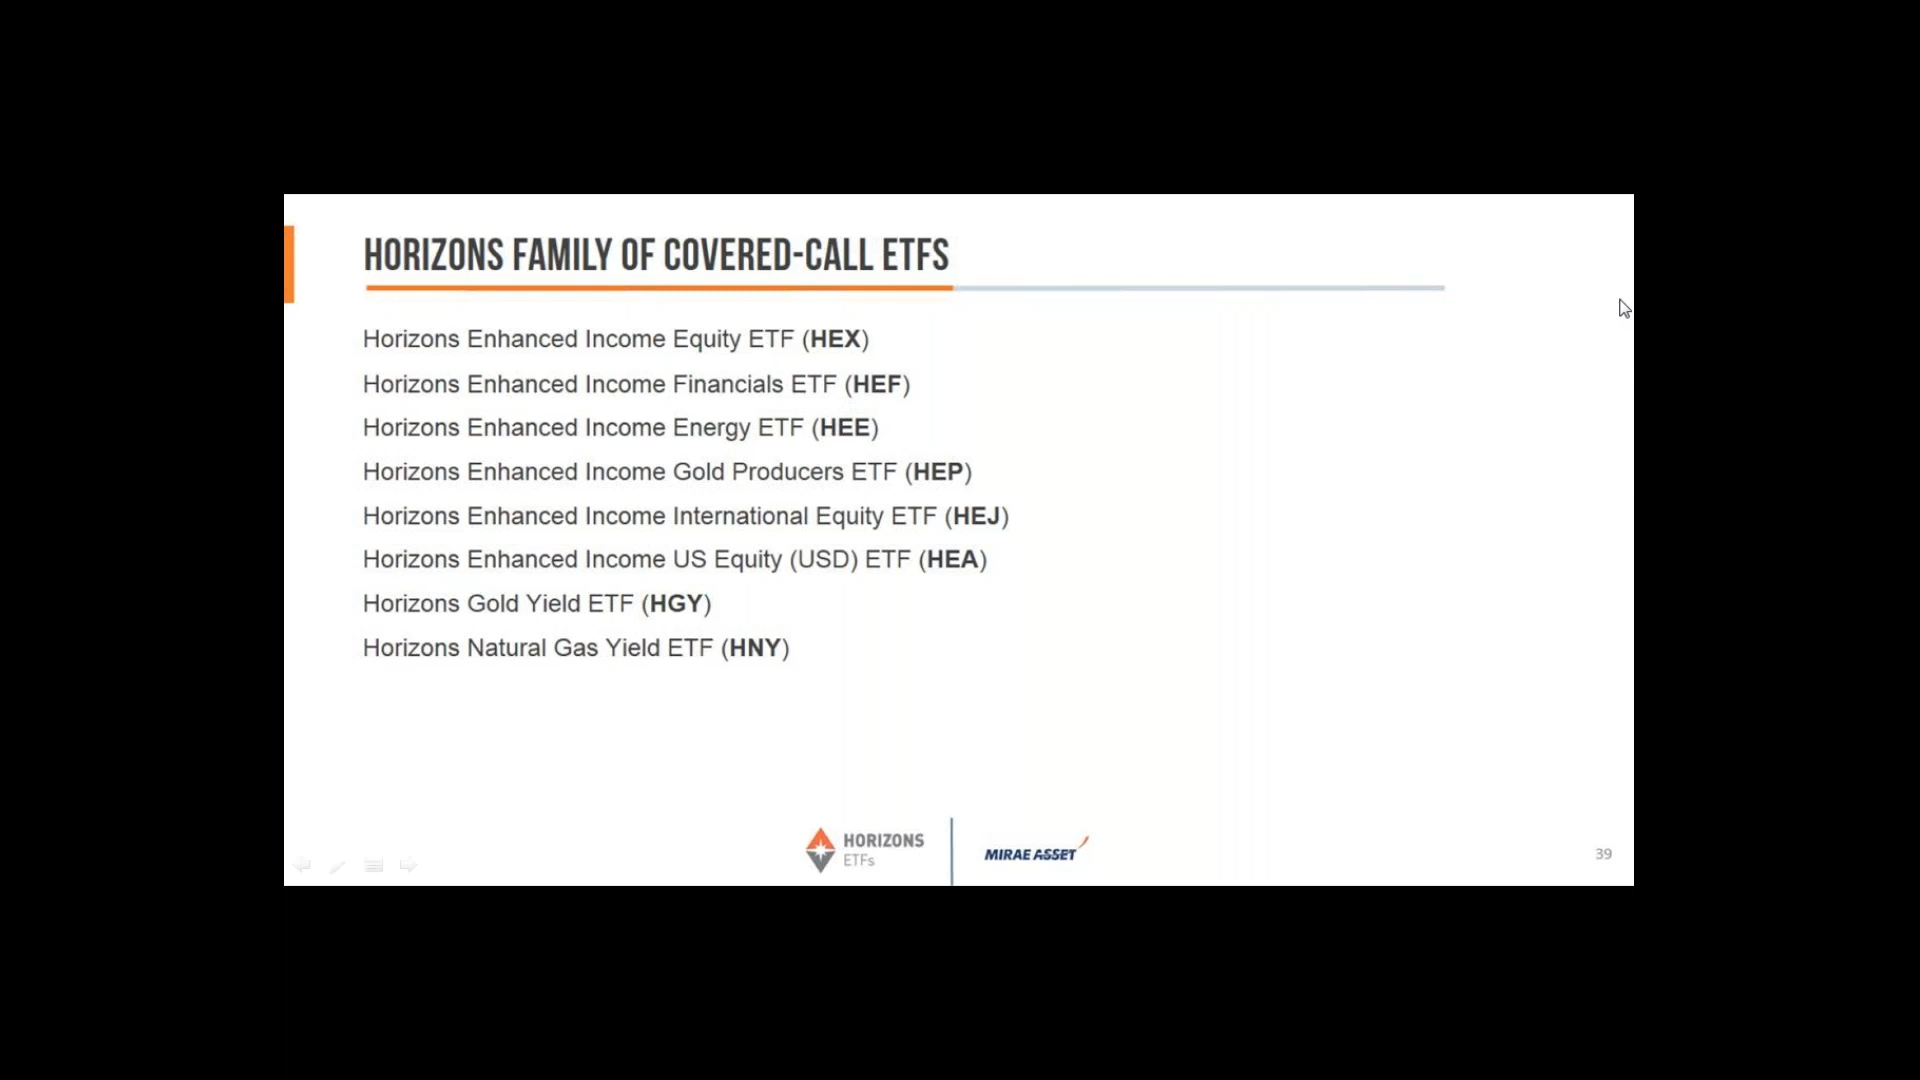 HORIZONS FAMILY OF COVERED-CALL ETFS
Horizons Enhanced Income Equity ETF (HEX)
Horizons Enhanced Income Financials ETF (HEF)
Horizons Enhanced Income Energy ETF (HEE)
Horizons Enhanced Income Gold Producers ETF (HEP)
Horizons Enhanced Income International Equity ETF (HEJ)
Horizons Enhanced Income US Equity (USD) ETF (HEA)
Horizons Gold Yield ETF (HGY)
Horizons Natural Gas Yield ETF (HNY)
HORIZONS
ETFs
MIRAE ASSET
39